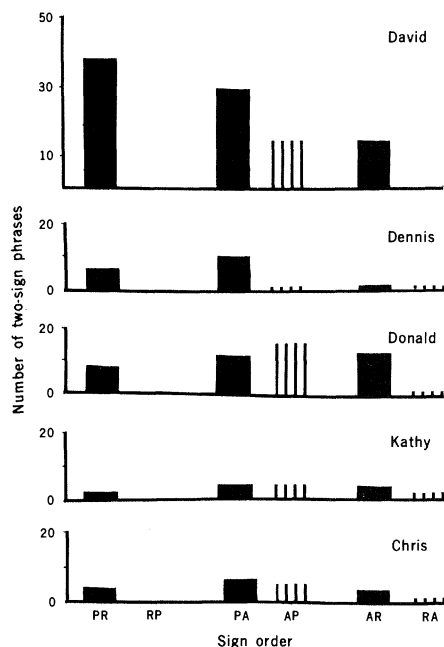 50
David
30
10
20
Dennis
0
20
Donald
0
20
Kathy
0
20
Chris
0
PR RP PA AP AR RA
Sign order
Number of two-sign phrases